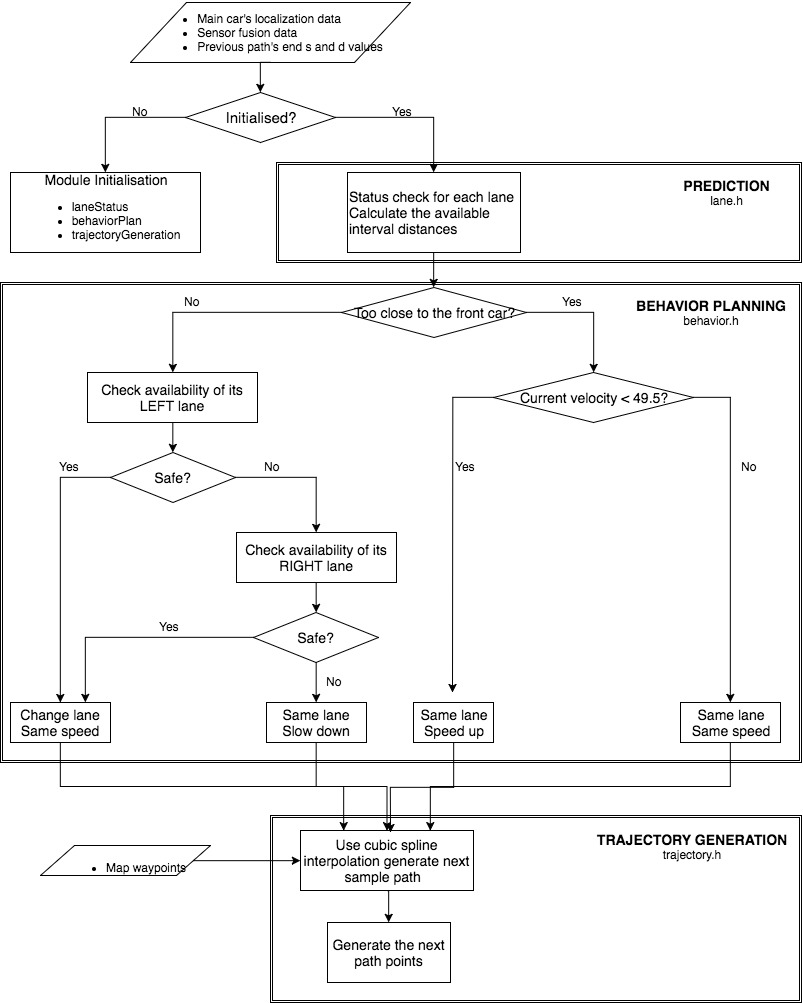 • Main car's localization data
• Sensor fusion data
• Previous path's end s and d values
Initialised?
No
Yes
Module Initialisation
• laneStatus
• behaviorPlan
• trajectoryGeneration
Status check for each lane
Calculate the available
interval distances
PREDICTION
lane.h
BEHAVIOR PLANNING
behavior.h
Too close to the front car?
No
Yes
Check availability of its
LEFT lane
Current velocity < 49.5?
Safe?
Yes
No
Yes
No
Check availability of its
RIGHT lane
Safe?
Yes
No
Change lane
Same speed
Same lane
Slow down
Same lane
Speed up
Same lane
Same speed
TRAJECTORY GENERATION
trajectory.h
Use cubic spline
interpolation generate next
sample path
• Map waypoints
Generate the next
path points